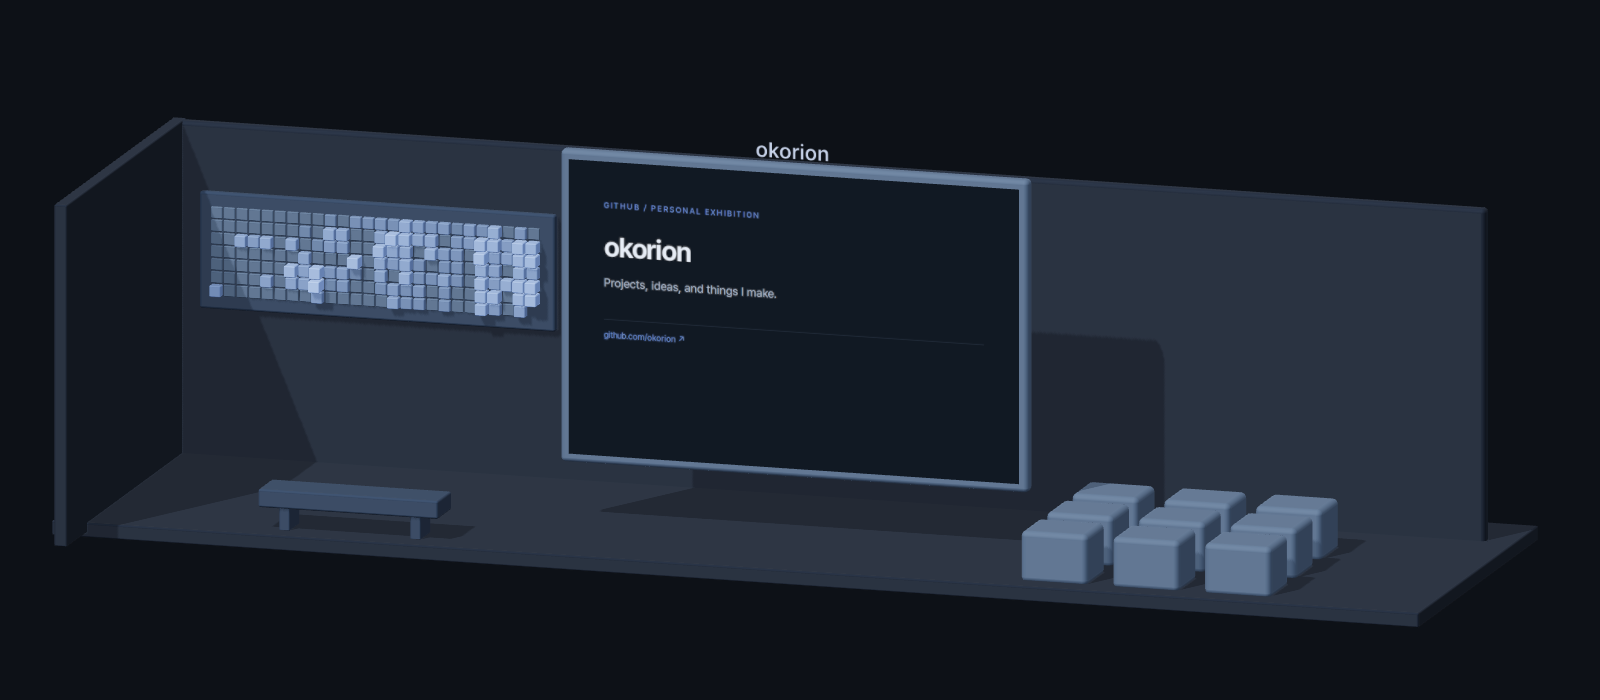 okorion
GITHUB / PERSONAL EXHIBITION
okorion
Projects, ideas, and things I make.
github.com/okorion ↗